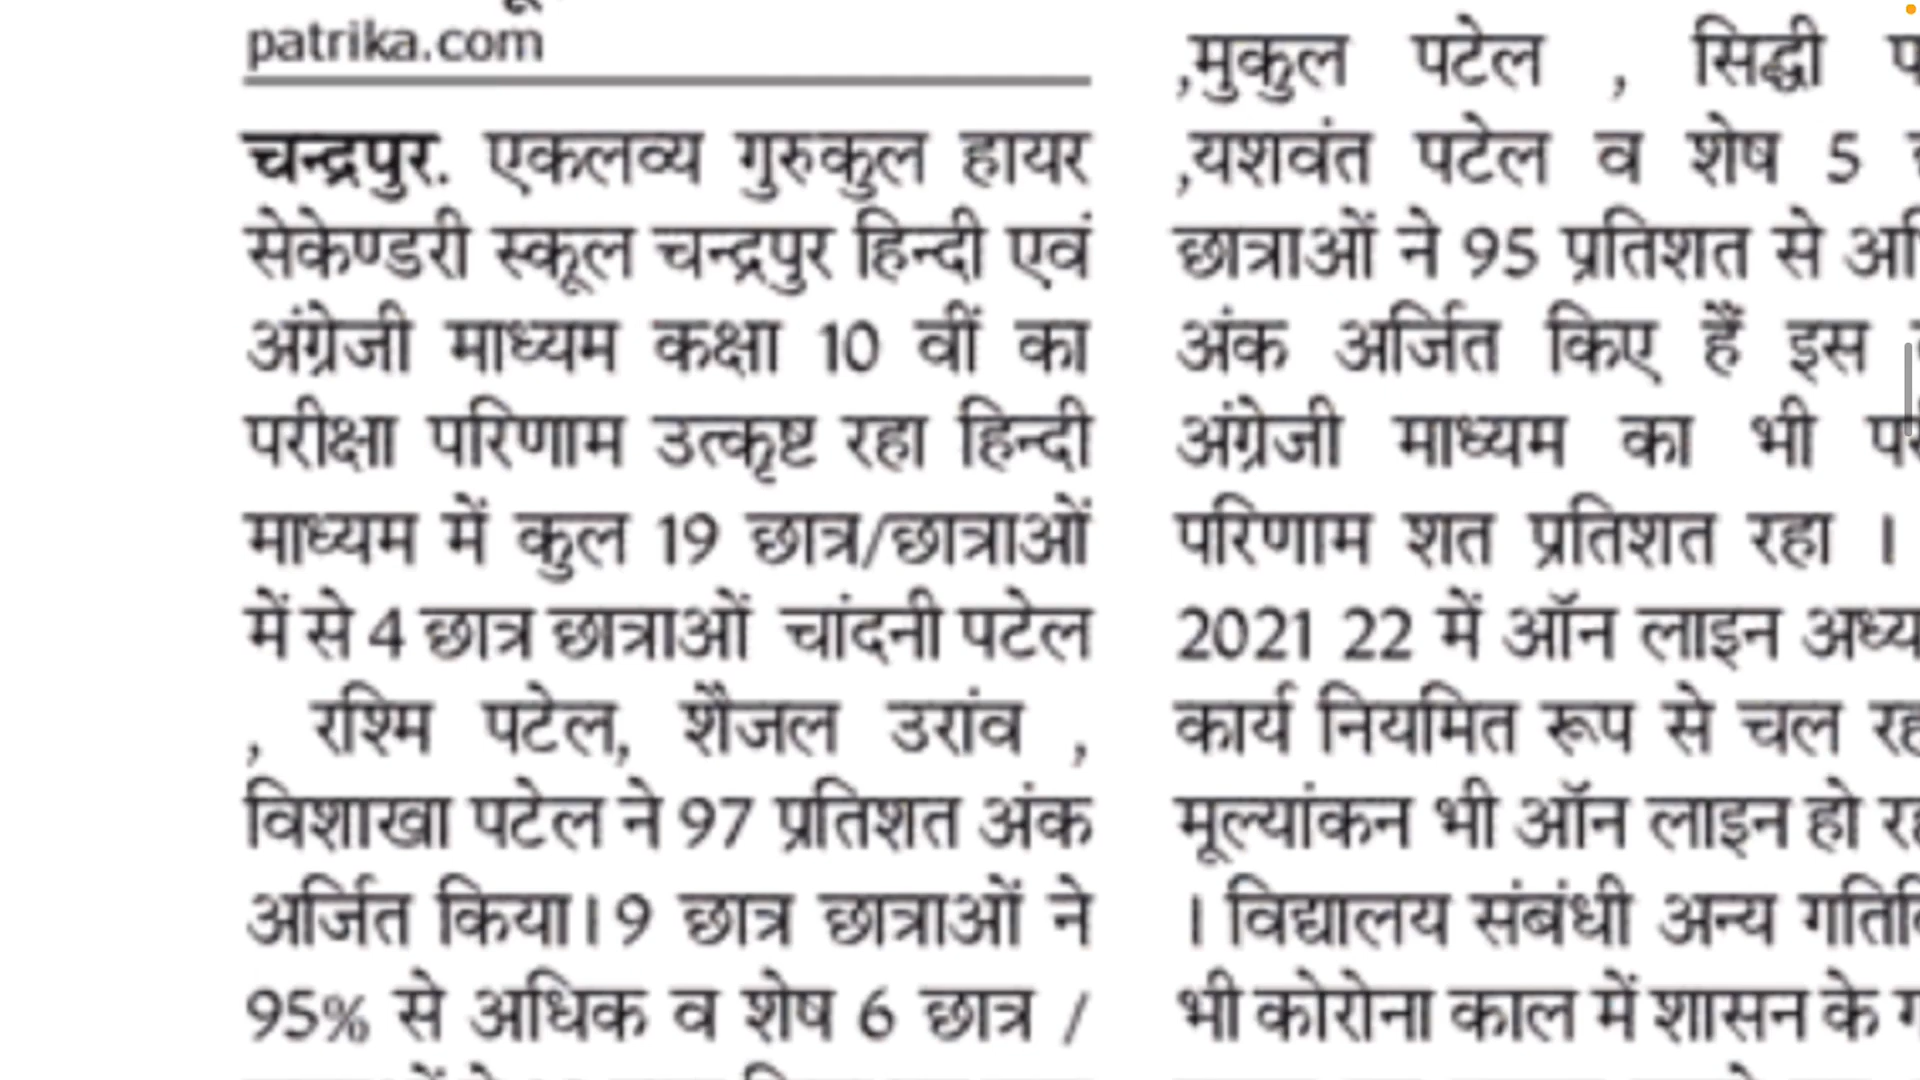 patrika.com
चन्द्रपुर. एकलव्य गुरुकुल हायर
सेकेण्डरी स्कूल चन्द्रपुर हिन्दी एवं
अंग्रेजी माध्यम कक्षा 10 वीं का
परीक्षा परिणाम उत्कृष्ट रहा हिन्दी
माध्यम में कुल 19 छात्र/छात्राओं
में से 4 छात्र छात्राओं चांदनी पटेल
, रश्मि पटेल, शैजल उरांव ,
विशाखा पटेल ने 97 प्रतिशत अंक
अर्जित किया। 9 छात्र छात्राओं ने
95% से अधिक व शेष 6 छात्र /
,मुकुल पटेल , सिद्धी
,यशवंत पटेल व शेष 5
छात्राओं ने 95 प्रतिशत से
अंक अर्जित किए हैं इस
अंग्रेजी माध्यम का भी
परिणाम शत प्रतिशत रहा ।
2021 22 में ऑन लाइन
कार्य नियमित रूप से चल
मूल्यांकन भी ऑन लाइन हो
। विद्यालय संबंधी अन्य
भी कोरोना काल में शासन के